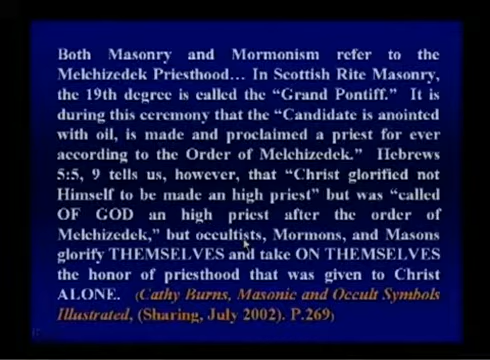 Both Masonry and Mormonism refer to the
Melchizedek Priesthood... In Scottish Rite Masonry,
the 19th degree is called the “Grand Pontiff.” It is
during this ceremony that the “Candidate is anointed
with oil, is made and proclaimed a priest for ever
according to the Order of Melchizedek.” Hebrews
5:5, 9 tells us, however, that “Christ glorified not
Himself to be made an high priest” but was “called
OF GOD an high priest after the order of
Melchizedek,” but occultists, Mormons, and Masons
glorify THEMSELVES and take ON THEMSELVES
the honor of priesthood that was given to Christ
ALONE. (Cathy Burns, Masonic and Occult Symbols
Illustrated, (Sharing, July 2002). P.269)